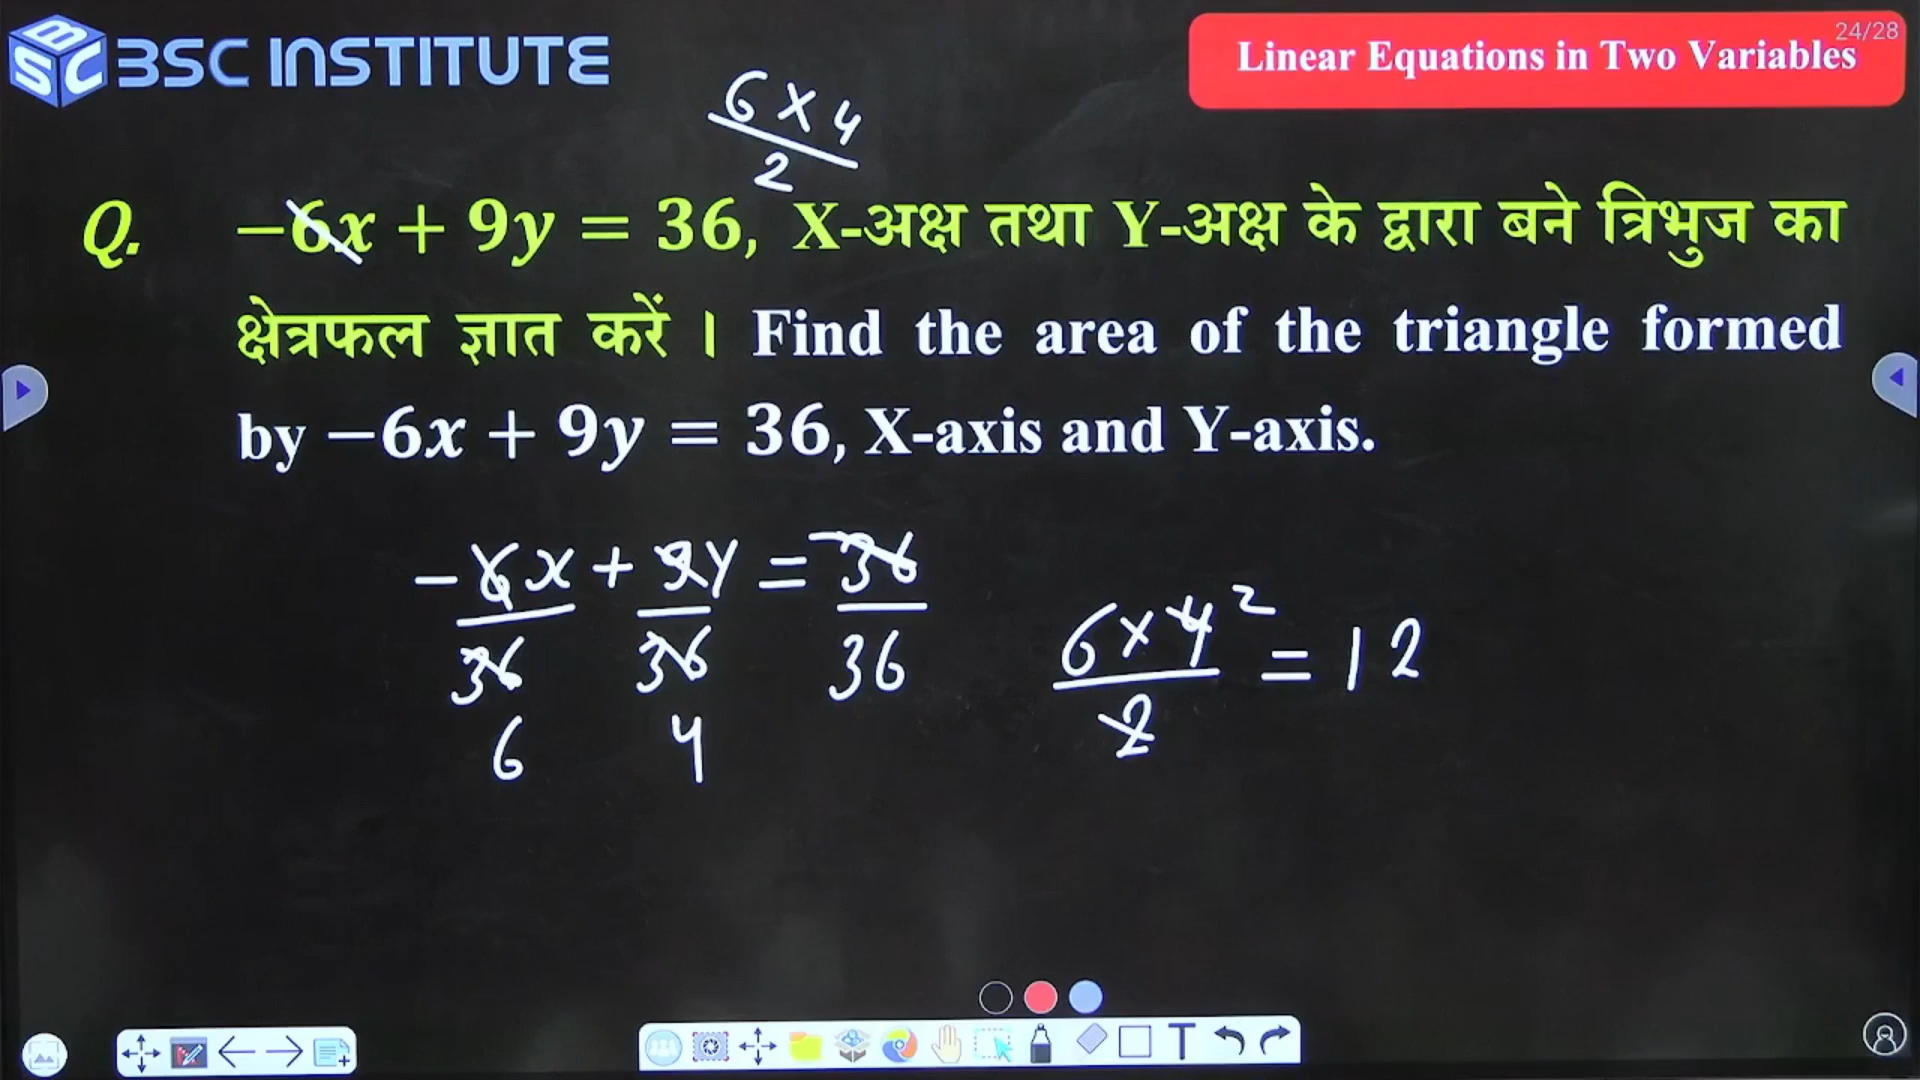 BSC
BSC INSTITUTE
Linear Equations in Two Variables
24/28
6 × 4
2
Q. −6x + 9y = 36, X-अक्ष तथा Y-अक्ष के द्वारा बने त्रिभुज का
क्षेत्रफल ज्ञात करें । Find the area of the triangle formed
by −6x + 9y = 36, X-axis and Y-axis.
-6x + 9y = 36
36 36 36
6 4
6 × 4 2 = 12
2
T